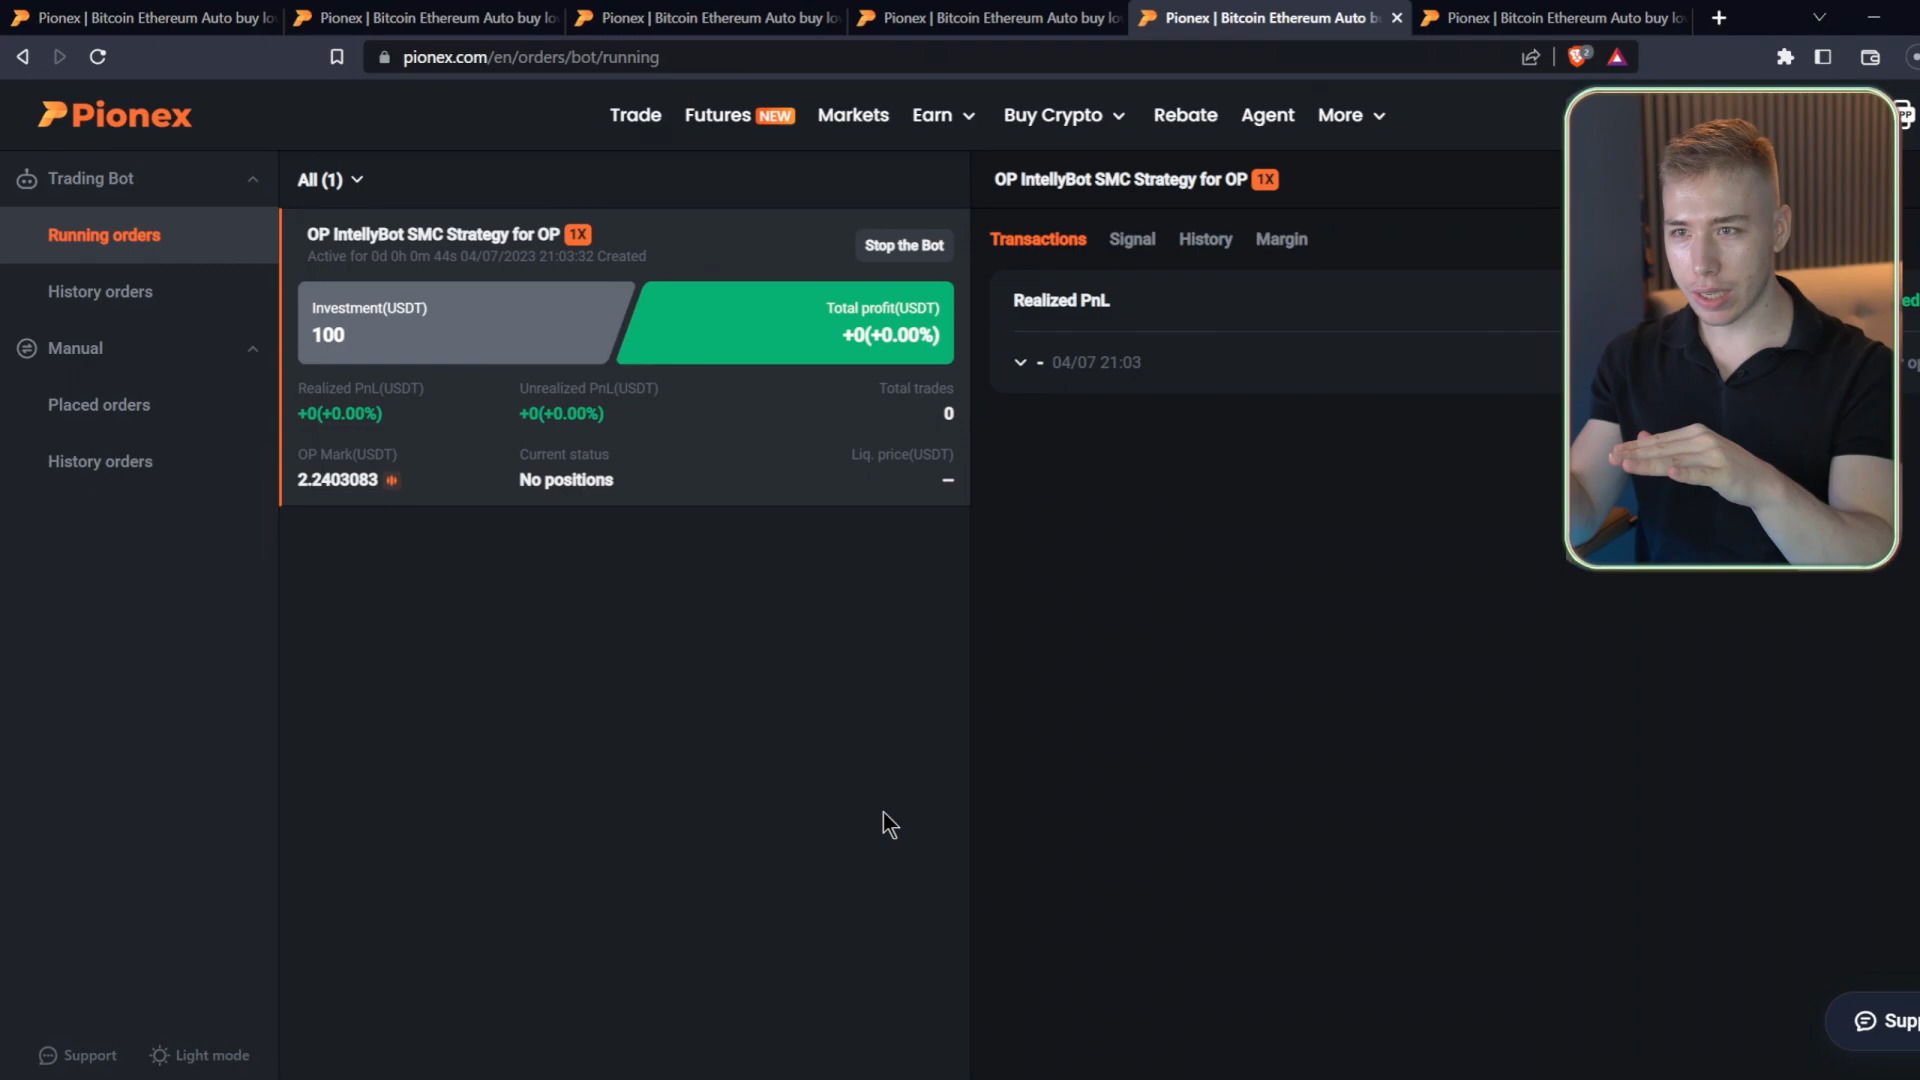 Pionex | Bitcoin Ethereum Auto buy lo
Pionex | Bitcoin Ethereum Auto buy lo
Pionex | Bitcoin Ethereum Auto buy lo
Pionex | Bitcoin Ethereum Auto buy lo
Pionex | Bitcoin Ethereum Auto b
Pionex | Bitcoin Ethereum Auto buy lo
pionex.com/en/orders/bot/running
2
Pionex
Trade
Futures NEW
Markets
Earn
Buy Crypto
Rebate
Agent
More
Trading Bot
Running orders
History orders
Manual
Placed orders
History orders
Support
Light mode
All (1)
OP IntellyBot SMC Strategy for OP 1X
Active for 0d 0h 0m 44s 04/07/2023 21:03:32 Created
Stop the Bot
Investment(USDT)
100
Total profit(USDT)
+0(+0.00%)
Realized PnL(USDT)
+0(+0.00%)
Unrealized PnL(USDT)
+0(+0.00%)
Total trades
0
OP Mark(USDT)
2.2403083
Current status
No positions
Liq. price(USDT)
–
OP IntellyBot SMC Strategy for OP 1X
Transactions
Signal
History
Margin
Realized PnL
ed
- 04/07 21:03
op
Supp